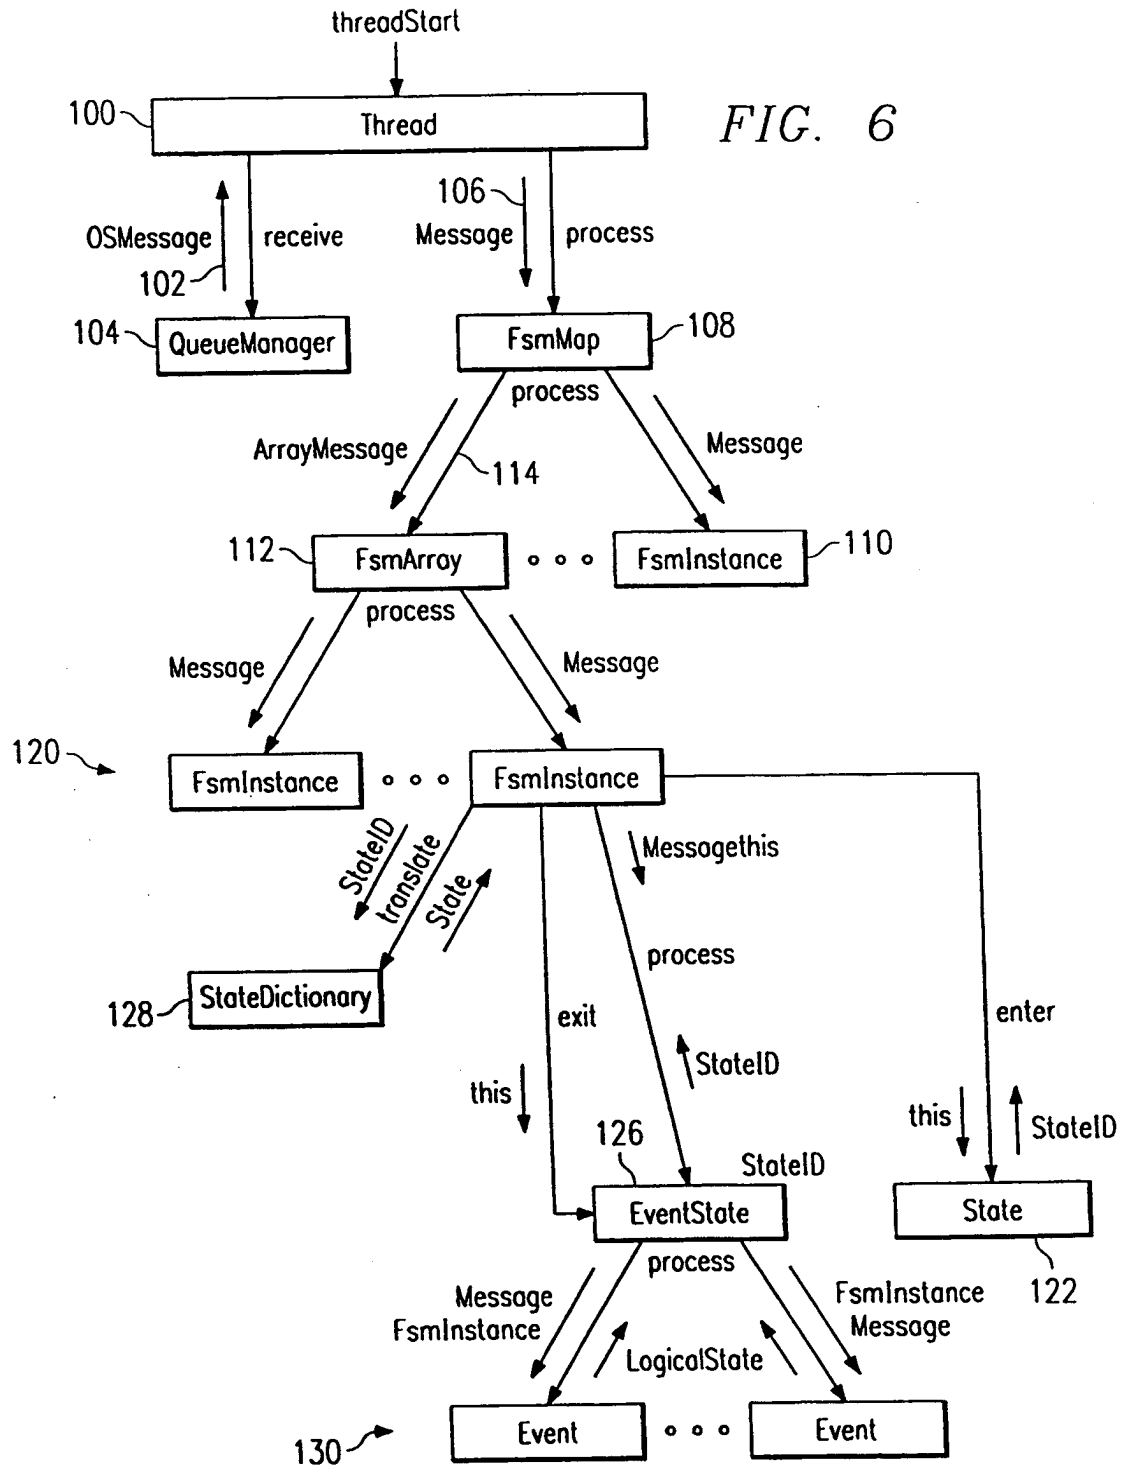 threadStart
100
Thread
FIG. 6
106
OSMessage
receive
Message
process
102
104
QueueManager
FsmMap
108
process
ArrayMessage
Message
114
112
FsmArray
FsmInstance
110
process
Message
Message
120
FsmInstance
FsmInstance
StateID
translate
State
Messagethis
process
StateDictionary
128
exit
enter
StateID
this
this
StateID
126
StateID
EventState
State
process
122
Message
FsmInstance
FsmInstance
Message
LogicalState
Event
Event
130